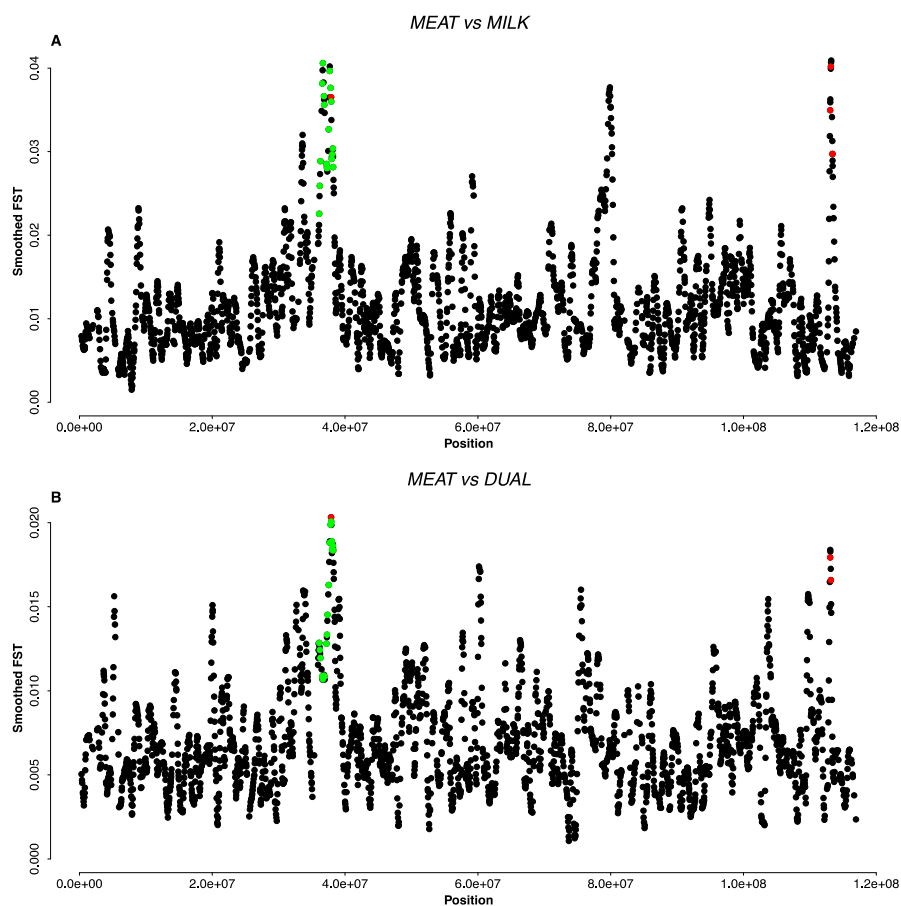 MEAT vs MILK
A
0.04
0.03
0.02
0.01
0.00
Smoothed FST
0.0e+00 2.0e+07 4.0e+07 6.0e+07 8.0e+07 1.0e+08 1.2e+08
Position
MEAT vs DUAL
B
0.020
0.015
0.010
0.005
0.000
Smoothed FST
0.0e+00 2.0e+07 4.0e+07 6.0e+07 8.0e+07 1.0e+08 1.2e+08
Position